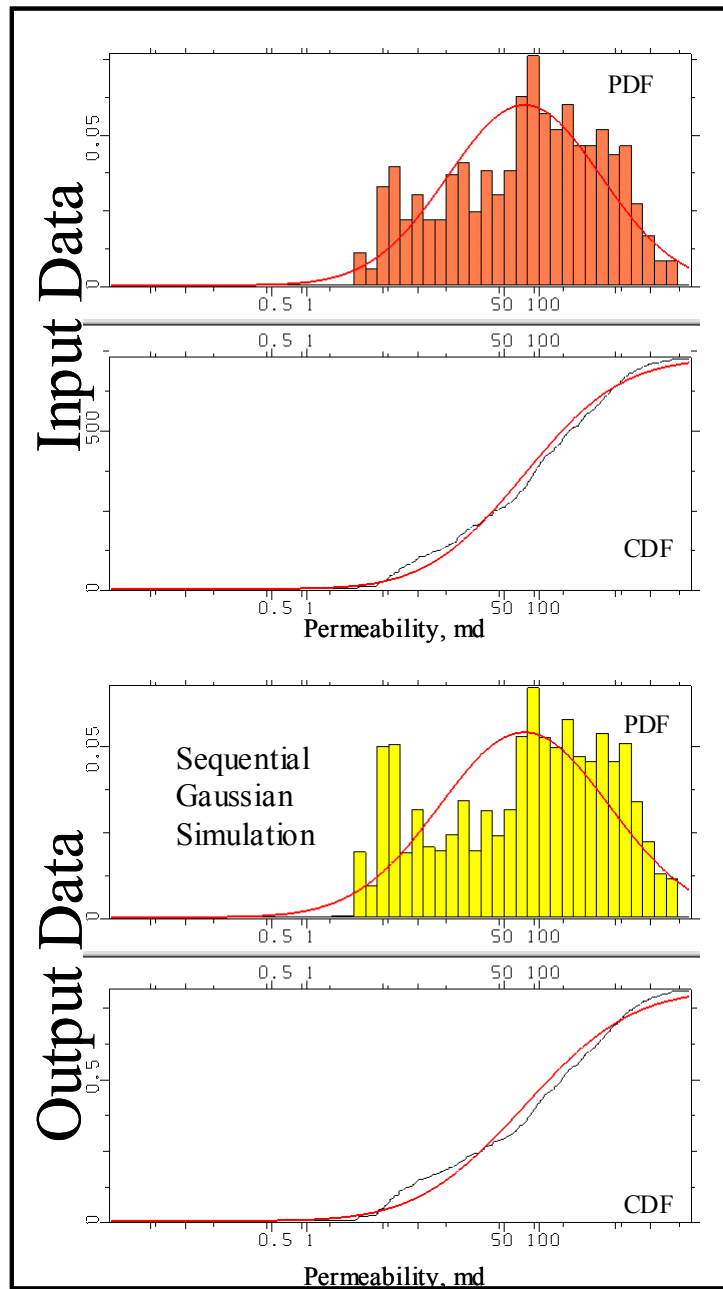 Input Data
PDF
0.05
0
0.5 1 50 100
0.5 1 50 100
500
0
CDF
0.5 1 50 100
Permeability, md
Output Data
Sequential
Gaussian
Simulation
PDF
0.05
0
0.5 1 50 100
0.5 1 50 100
0.5
0
CDF
0.5 1 50 100
Permeability, md